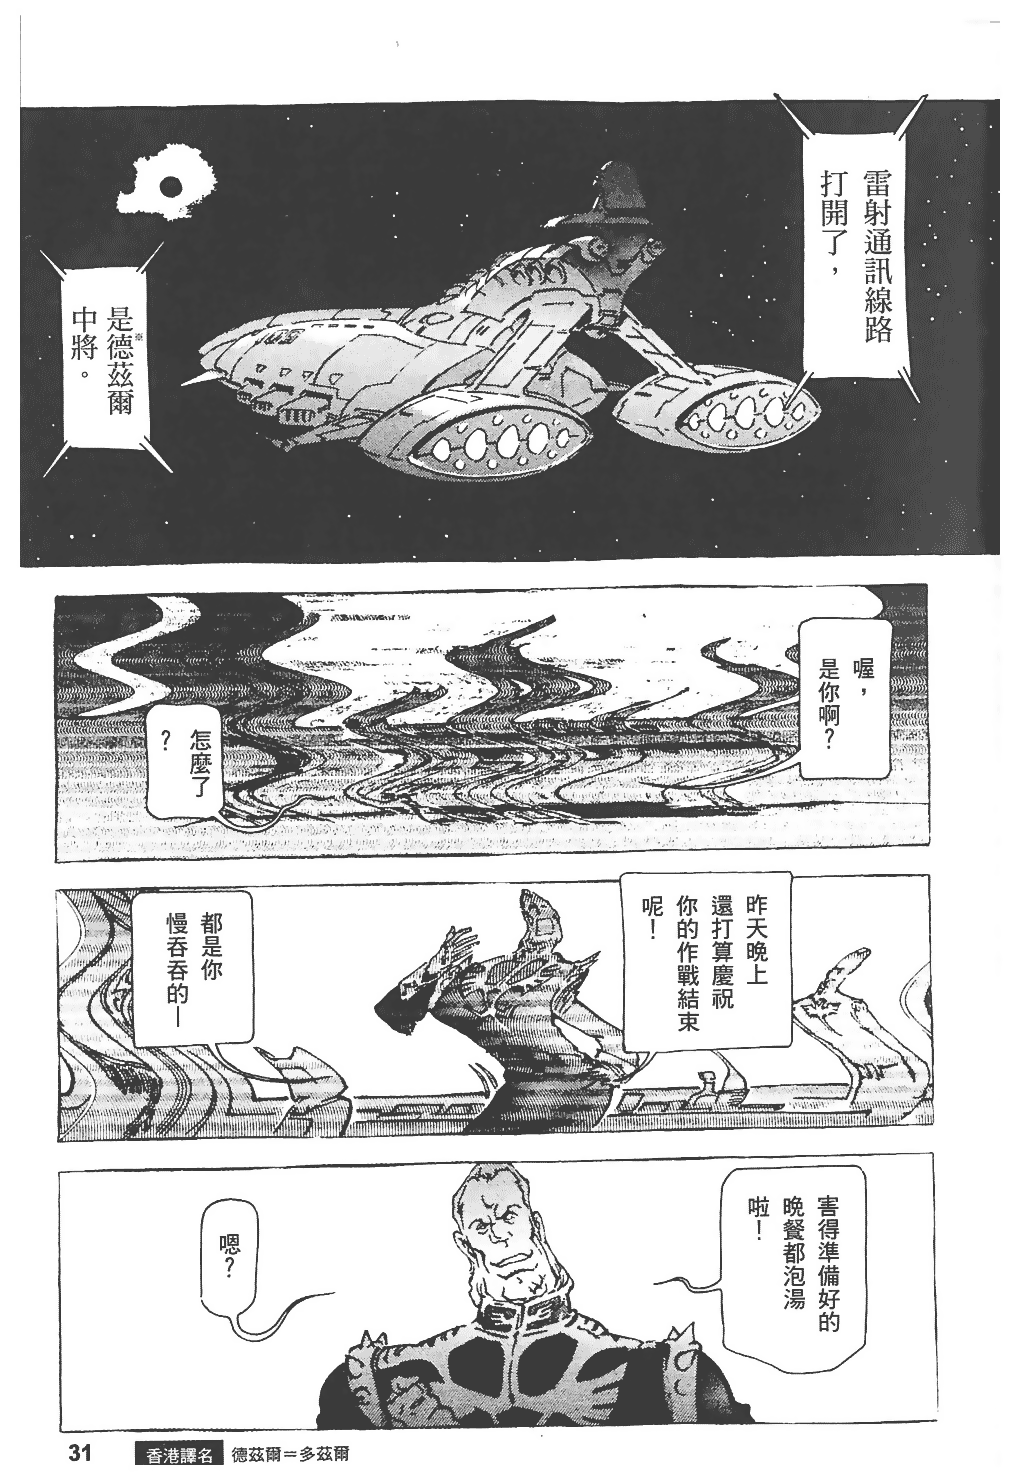 雷射通訊線路
打開了，
是德茲爾※
中將。
喔，
是你啊?
怎麼了
?
昨天晚上
還打算慶祝
你的作戰結束
呢!
都是你
慢吞吞的—
害得準備好的
晚餐都泡湯
啦!
嗯?
31
香港譯名 德茲爾＝多茲爾